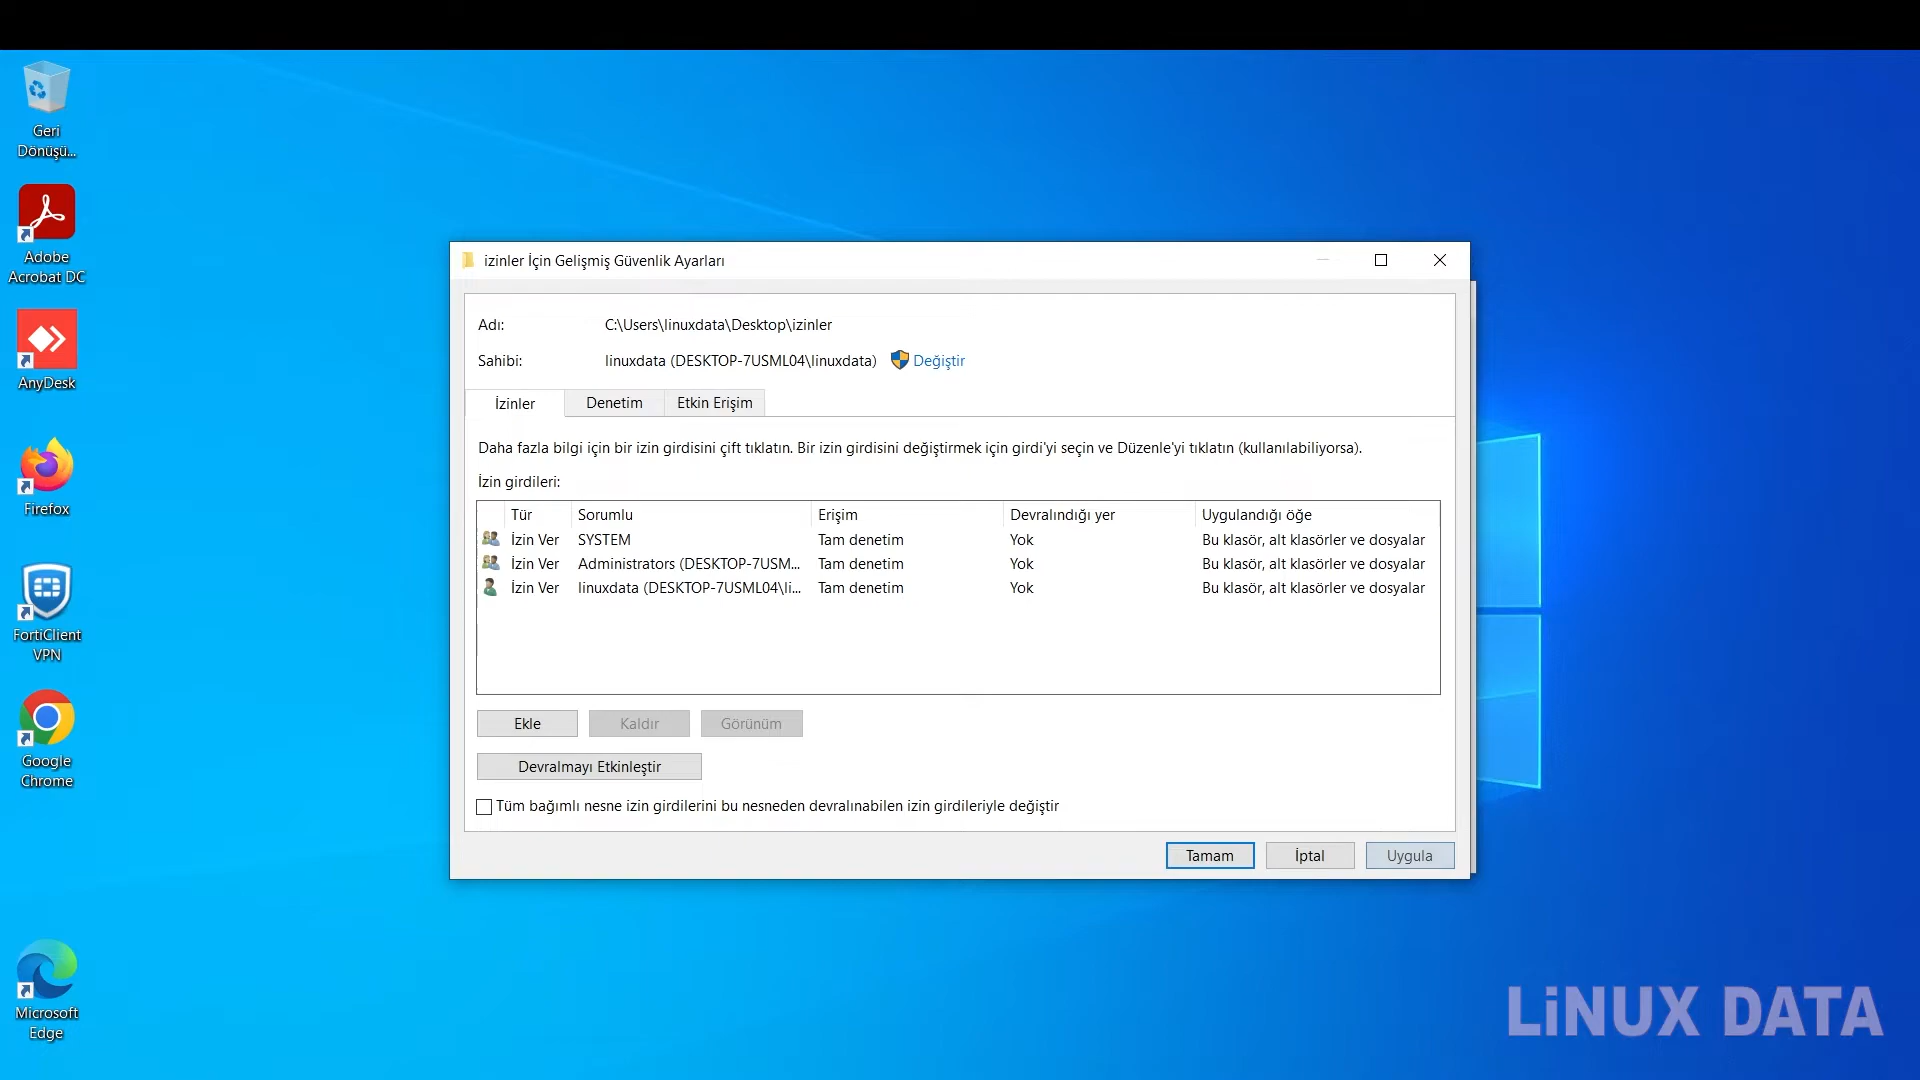 Geri
Dönüşü...
Adobe
Acrobat DC
AnyDesk
Firefox
FortiClient
VPN
Google
Chrome
Microsoft
Edge
izinler İçin Gelişmiş Güvenlik Ayarları
Adı: C:\Users\linuxdata\Desktop\izinler
Sahibi: linuxdata (DESKTOP-7USML04\linuxdata) Değiştir
İzinler Denetim Etkin Erişim
Daha fazla bilgi için bir izin girdisini çift tıklatın. Bir izin girdisini değiştirmek için girdi'yi seçin ve Düzenle'yi tıklatın (kullanılabiliyorsa).
İzin girdileri:
Tür Sorumlu Erişim Devralındığı yer Uygulandığı öğe
İzin Ver SYSTEM Tam denetim Yok Bu klasör, alt klasörler ve dosyalar
İzin Ver Administrators (DESKTOP-7USM... Tam denetim Yok Bu klasör, alt klasörler ve dosyalar
İzin Ver linuxdata (DESKTOP-7USML04\li... Tam denetim Yok Bu klasör, alt klasörler ve dosyalar
Ekle Kaldır Görünüm
Devralmayı Etkinleştir
Tüm bağımlı nesne izin girdilerini bu nesneden devralınabilen izin girdileriyle değiştir
Tamam İptal Uygula
LiNUX DATA